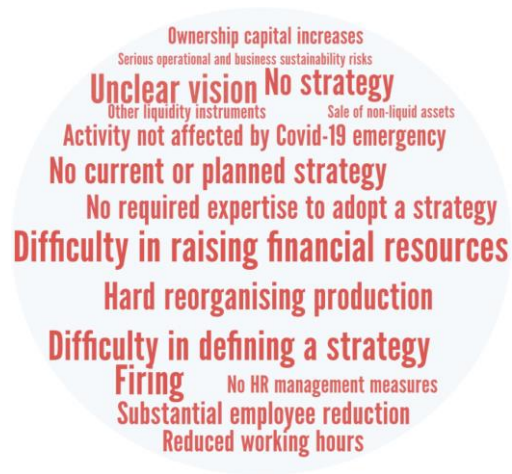 Ownership capital increases
Serious operational and business sustainability risks
Unclear vision No strategy
Other liquidity instruments Sale of non-liquid assets
Activity not affected by Covid-19 emergency
No current or planned strategy
No required expertise to adopt a strategy
Difficulty in raising financial resources
Hard reorganising production
Difficulty in defining a strategy
Firing No HR management measures
Substantial employee reduction
Reduced working hours